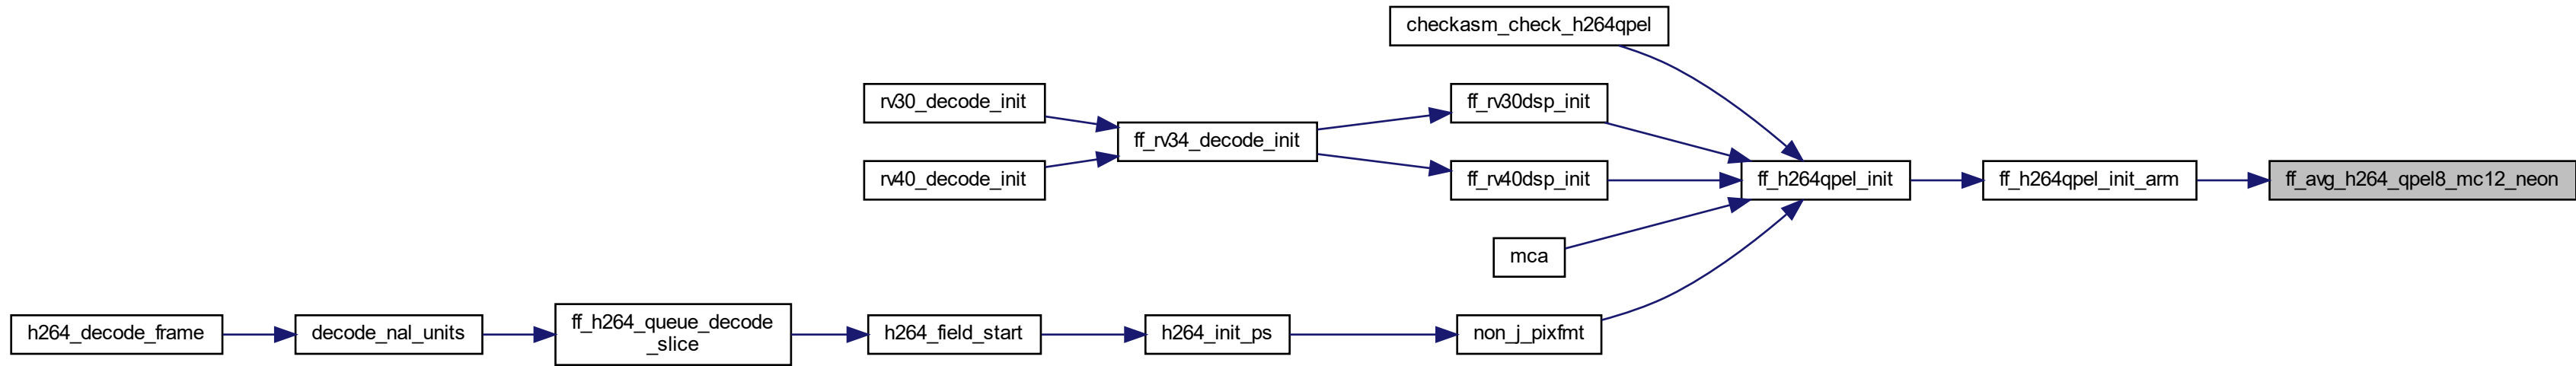 checkasm_check_h264qpel
rv30_decode_init
ff_rv30dsp_init
ff_rv34_decode_init
rv40_decode_init
ff_rv40dsp_init
ff_h264qpel_init
ff_h264qpel_init_arm
ff_avg_h264_qpel8_mc12_neon
mca
h264_decode_frame
decode_nal_units
ff_h264_queue_decode
_slice
h264_field_start
h264_init_ps
non_j_pixfmt